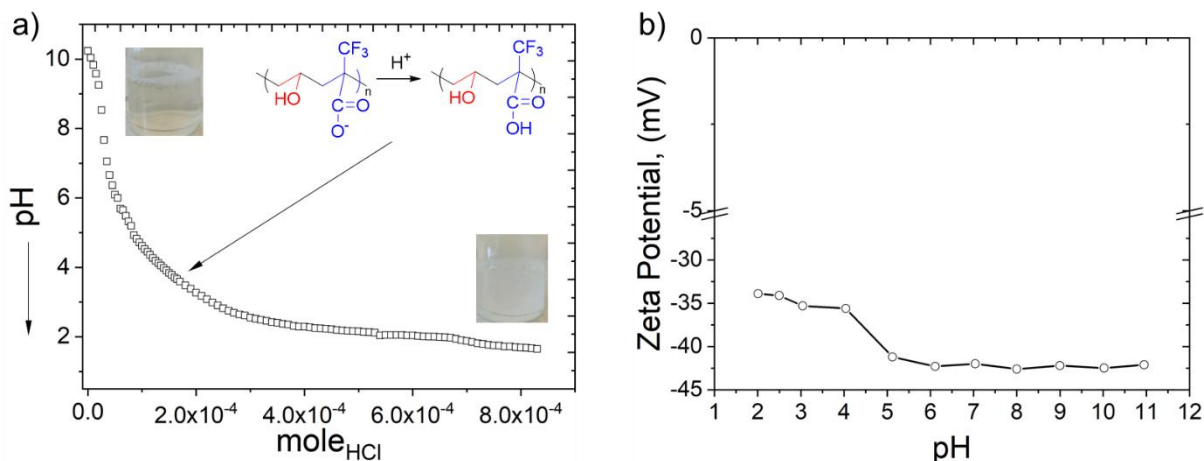 a)
10
8
6
4
2
pH
0.0
2.0x10-4
4.0x10-4
6.0x10-4
8.0x10-4
moleHCl
CF3
HO
C=O
O-
n
H+
CF3
HO
C=O
OH
n
b)
0
-5
-30
-35
-40
-45
Zeta Potential, (mV)
1 2 3 4 5 6 7 8 9 10 11 12
pH